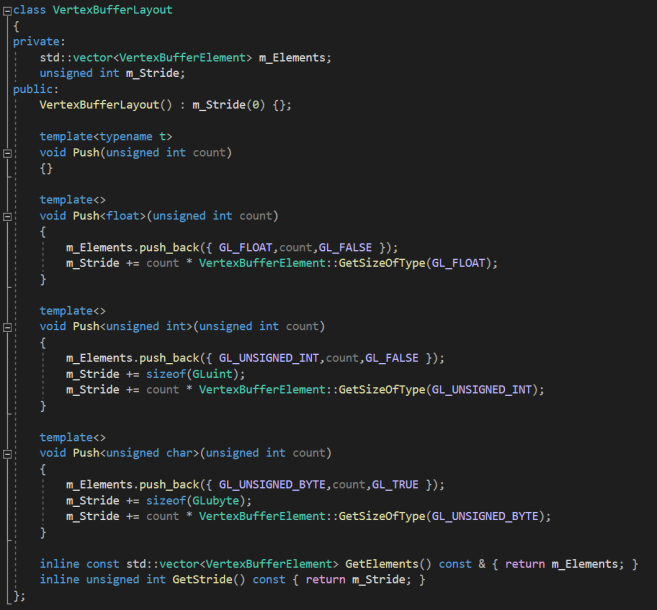 class VertexBufferLayout
{
private:
    std::vector<VertexBufferElement> m_Elements;
    unsigned int m_Stride;
public:
    VertexBufferLayout() : m_Stride(0) {};

    template<typename t>
    void Push(unsigned int count)
    {}

    template<>
    void Push<float>(unsigned int count)
    {
        m_Elements.push_back({ GL_FLOAT,count,GL_FALSE });
        m_Stride += count * VertexBufferElement::GetSizeOfType(GL_FLOAT);
    }

    template<>
    void Push<unsigned int>(unsigned int count)
    {
        m_Elements.push_back({ GL_UNSIGNED_INT,count,GL_FALSE });
        m_Stride += sizeof(GLuint);
        m_Stride += count * VertexBufferElement::GetSizeOfType(GL_UNSIGNED_INT);
    }

    template<>
    void Push<unsigned char>(unsigned int count)
    {
        m_Elements.push_back({ GL_UNSIGNED_BYTE,count,GL_TRUE });
        m_Stride += sizeof(GLubyte);
        m_Stride += count * VertexBufferElement::GetSizeOfType(GL_UNSIGNED_BYTE);
    }

    inline const std::vector<VertexBufferElement> GetElements() const & { return m_Elements; }
    inline unsigned int GetStride() const { return m_Stride; }
};